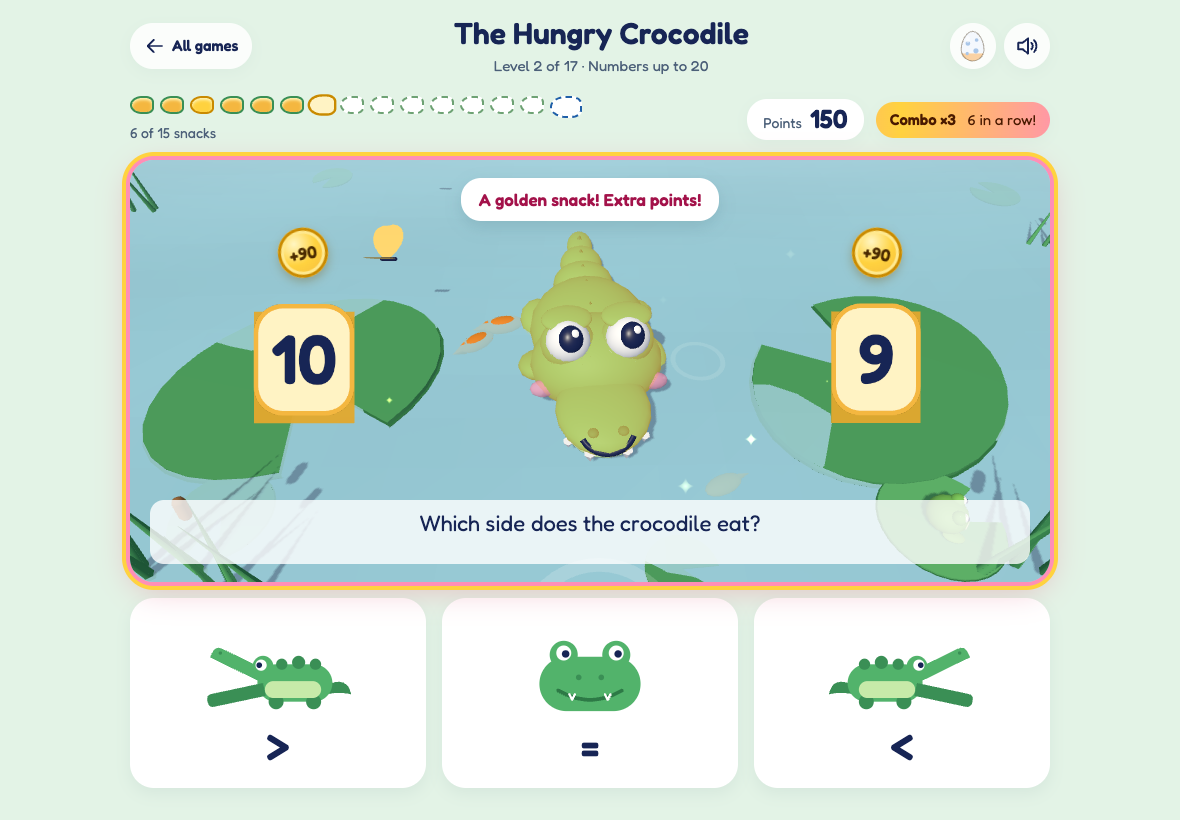 All games
The Hungry Crocodile
Level 2 of 17 · Numbers up to 20
6 of 15 snacks
Points 150
Combo ×3 6 in a row!
A golden snack! Extra points!
+90
+90
10
9
Which side does the crocodile eat?
>
=
<